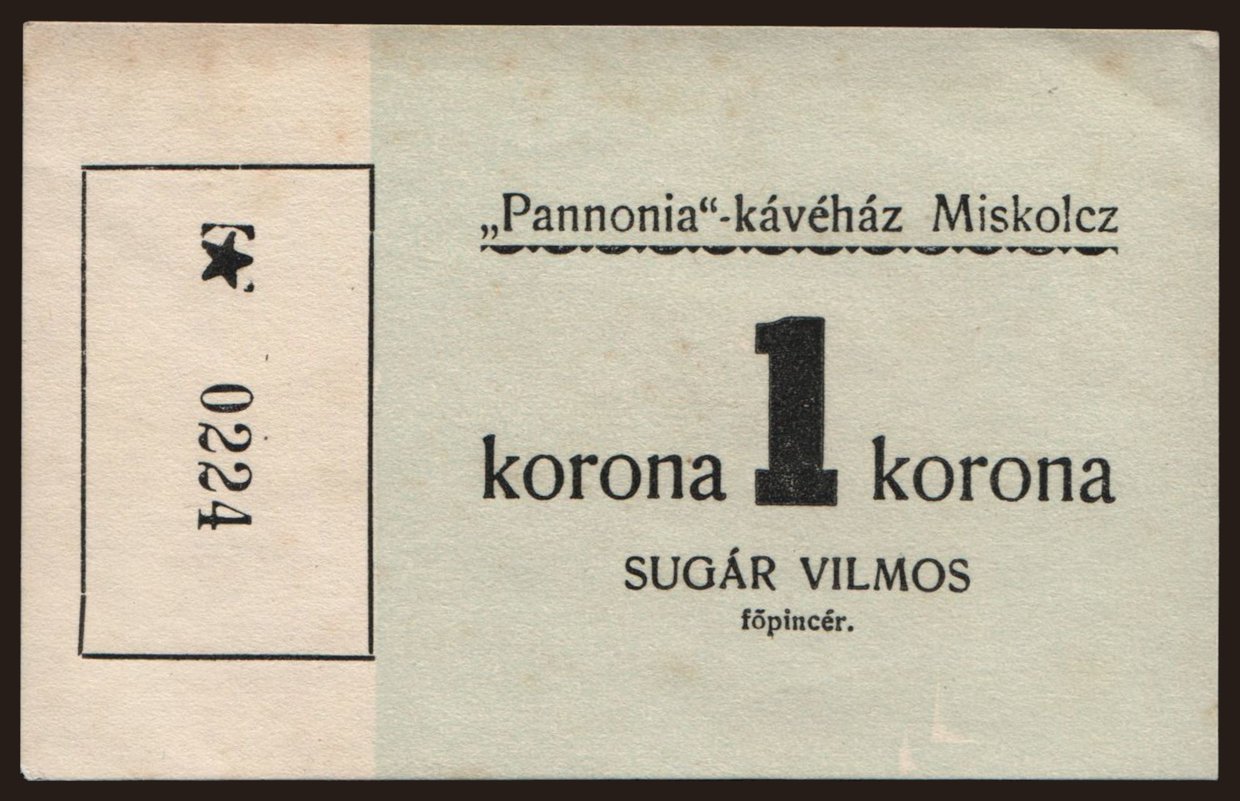 „Pannonia“-kávéház Miskolcz
korona 1 korona
SUGÁR VILMOS
főpincér.
0224